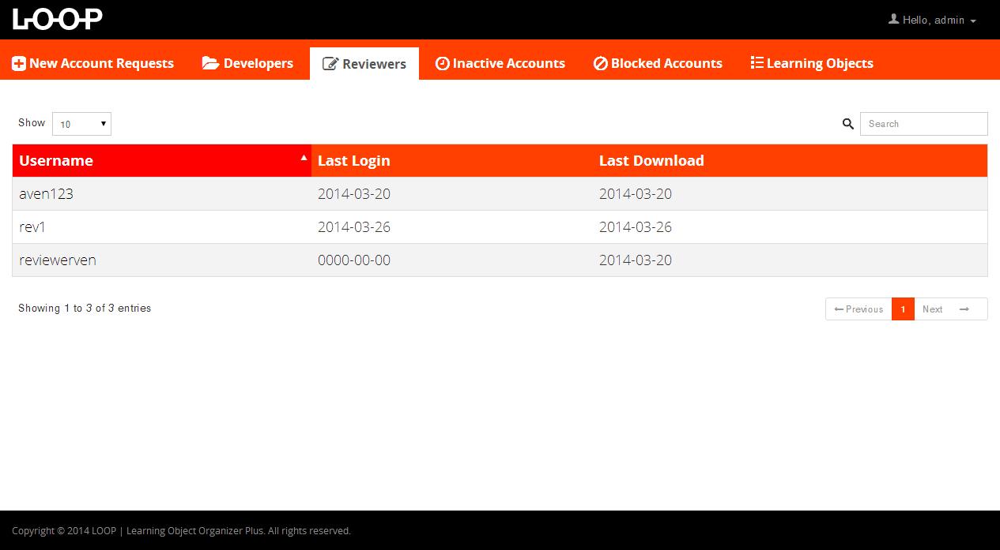 LOOP
Hello, admin
New Account Requests Developers Reviewers Inactive Accounts Blocked Accounts Learning Objects
Show 10 Search
Username Last Login Last Download
aven123 2014-03-20 2014-03-20
rev1 2014-03-26 2014-03-26
reviewerven 0000-00-00 2014-03-20
Showing 1 to 3 of 3 entries
← Previous 1 Next →
Copyright © 2014 LOOP | Learning Object Organizer Plus. All rights reserved.